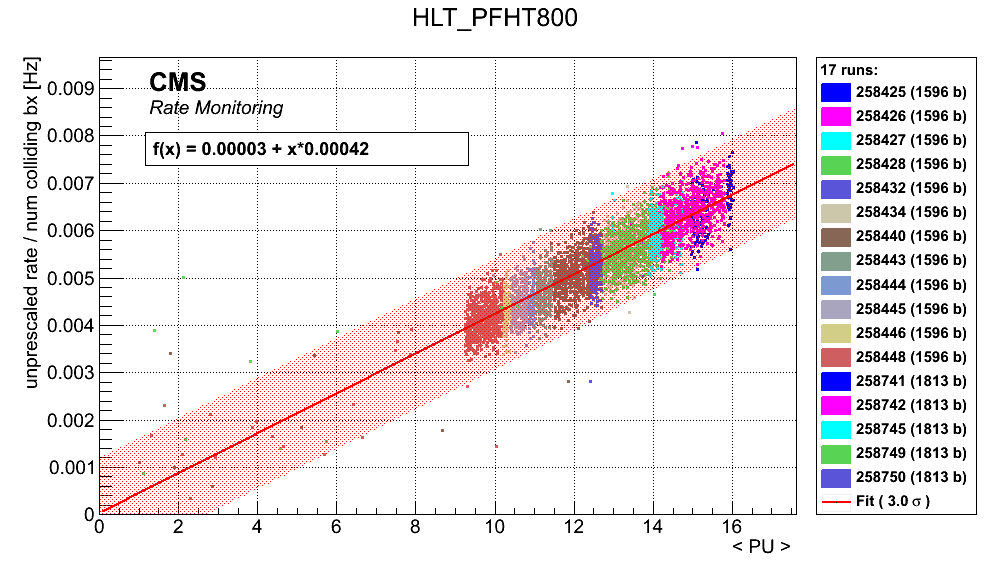 HLT_PFHT800
unprescaled rate / num colliding bx [Hz]
0.009
0.008
0.007
0.006
0.005
0.004
0.003
0.002
0.001
0
CMS
Rate Monitoring
f(x) = 0.00003 + x*0.00042
0 2 4 6 8 10 12 14 16
< PU >
17 runs:
258425 (1596 b)
258426 (1596 b)
258427 (1596 b)
258428 (1596 b)
258432 (1596 b)
258434 (1596 b)
258440 (1596 b)
258443 (1596 b)
258444 (1596 b)
258445 (1596 b)
258446 (1596 b)
258448 (1596 b)
258741 (1813 b)
258742 (1813 b)
258745 (1813 b)
258749 (1813 b)
258750 (1813 b)
Fit ( 3.0 σ )